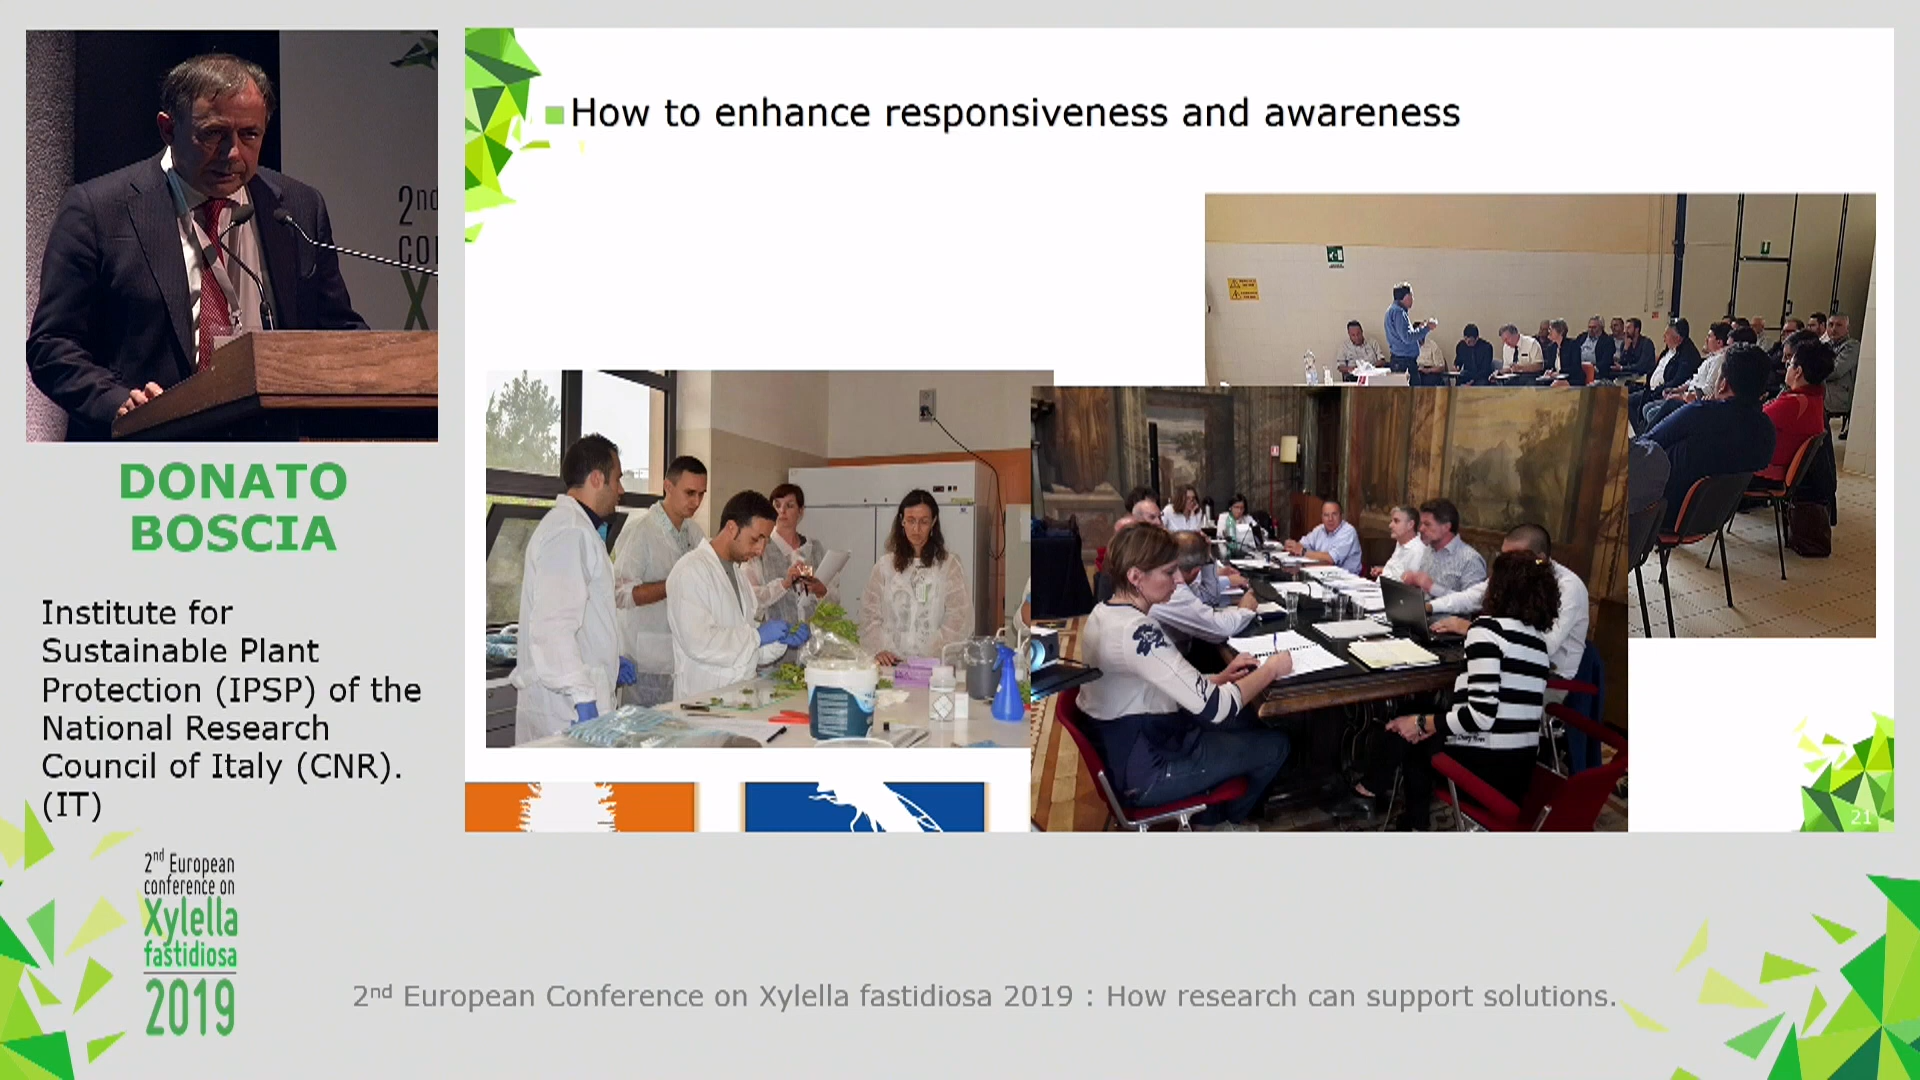 How to enhance responsiveness and awareness
2nd
CO
X
DONATO
BOSCIA
Institute for
Sustainable Plant
Protection (IPSP) of the
National Research
Council of Italy (CNR).
(IT)
21
2nd European
conference on
Xylella
fastidiosa
2019
2nd European Conference on Xylella fastidiosa 2019 : How research can support solutions.